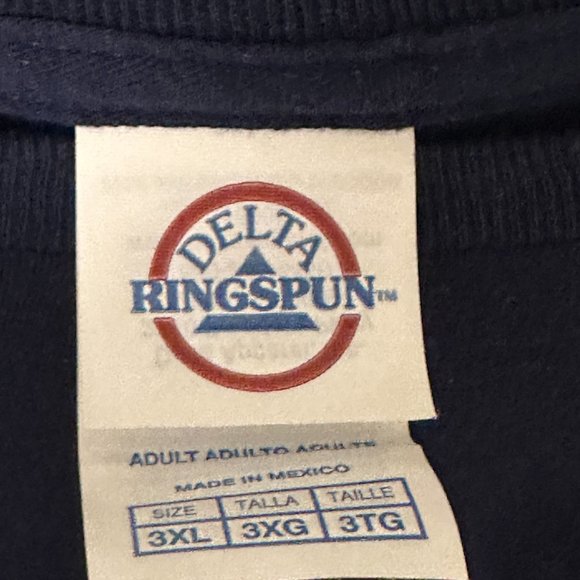 DELTA
RINGSPUN™
ADULT ADULTO ADULTE
MADE IN MEXICO
SIZE TALLA TAILLE
3XL 3XG 3TG